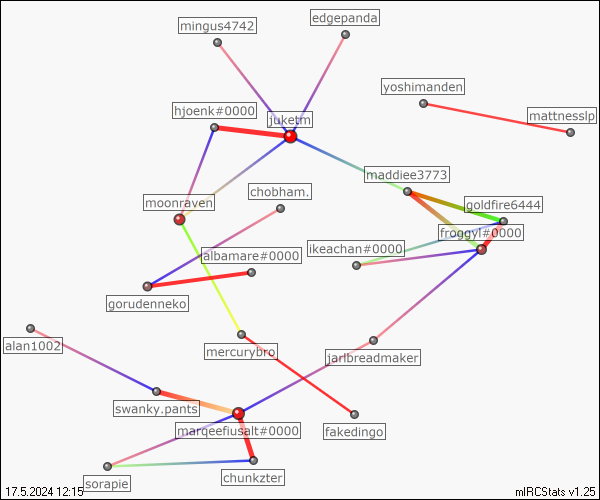 edgepanda
mingus4742
yoshimanden
hjoenk#0000
mattnesslp
juketm
maddiee3773
chobham.
moonraven
goldfire6444
froggyl#0000
ikeachan#0000
albamare#0000
gorudenneko
alan1002
mercurybro
jarlbreadmaker
swanky.pants
marqeefiusalt#0000
fakedingo
chunkzter
sorapie
17.5.2024 12:15
mIRCStats v1.25